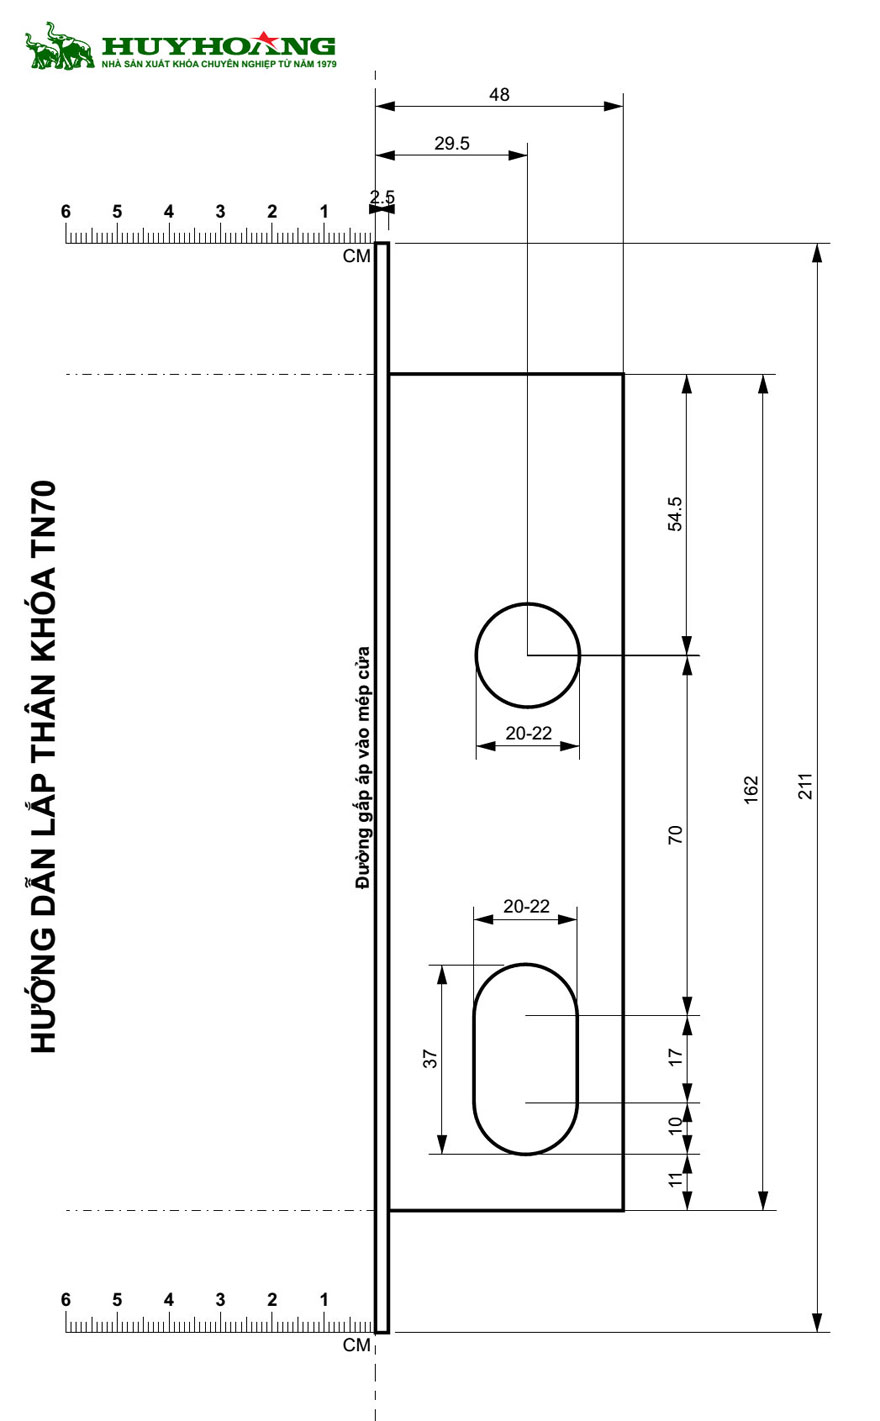 HUYHOANG
NHÀ SẢN XUẤT KHÓA CHUYÊN NGHIỆP TỪ NĂM 1979
48
29.5
2.5
6 5 4 3 2 1
CM
HƯỚNG DẪN LẮP THÂN KHÓA TN70
Đường gấp áp vào mép cửa
54.5
20-22
70
162
211
20-22
37
17
10
11
6 5 4 3 2 1
CM